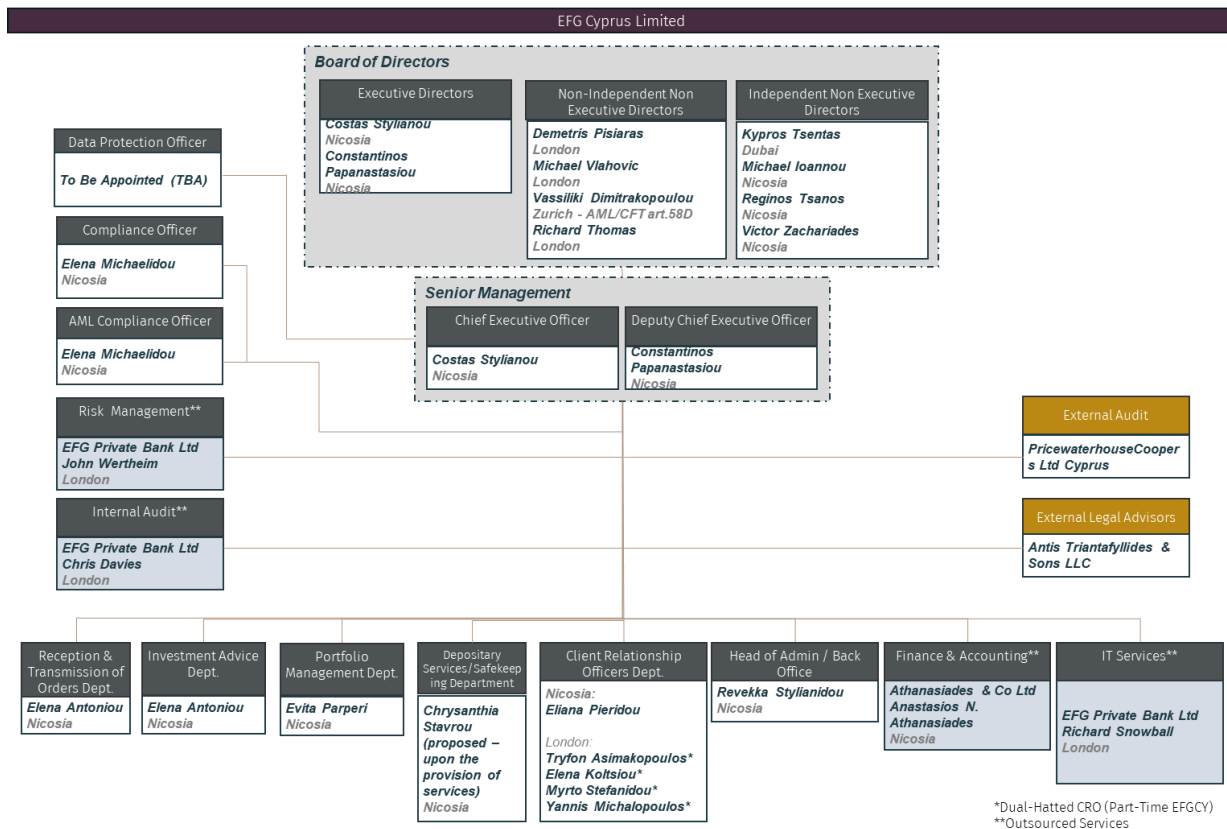 EFG Cyprus Limited
Board of Directors
Executive Directors
Costas Stylianou
Nicosia
Constantinos
Papanastasiou
Nicosia
Non-Independent Non
Executive Directors
Demetris Pisiaras
London
Michael Vlahovic
London
Vassiliki Dimitrakopoulou
Zurich - AML/CFT art.58D
Richard Thomas
London
Independent Non Executive
Directors
Kypros Tsentas
Dubai
Michael Ioannou
Nicosia
Reginos Tsanos
Nicosia
Victor Zachariades
Nicosia
Data Protection Officer
To Be Appointed (TBA)
Compliance Officer
Elena Michaelidou
Nicosia
AML Compliance Officer
Elena Michaelidou
Nicosia
Senior Management
Chief Executive Officer
Costas Stylianou
Nicosia
Deputy Chief Executive Officer
Constantinos
Papanastasiou
Nicosia
Risk Management**
EFG Private Bank Ltd
John Wertheim
London
Internal Audit**
EFG Private Bank Ltd
Chris Davies
London
External Audit
PricewaterhouseCooper
s Ltd Cyprus
External Legal Advisors
Antis Triantafyllides &
Sons LLC
Reception &
Transmission of
Orders Dept.
Elena Antoniou
Nicosia
Investment Advice
Dept.
Elena Antoniou
Nicosia
Portfolio
Management Dept.
Evita Parperi
Nicosia
Depositary
Services/Safekeep
ing Department
Chrysanthia
Stavrou
(proposed –
upon the
provision of
services)
Nicosia
Client Relationship
Officers Dept.
Nicosia:
Eliana Pieridou
London:
Tryfon Asimakopoulos*
Elena Koltsiou*
Myrto Stefanidou*
Yannis Michalopoulos*
Head of Admin / Back
Office
Revekka Stylianidou
Nicosia
Finance & Accounting**
Athanasiades & Co Ltd
Anastasios N.
Athanasiades
Nicosia
IT Services**
EFG Private Bank Ltd
Richard Snowball
London
*Dual-Hatted CRO (Part-Time EFGCY)
**Outsourced Services